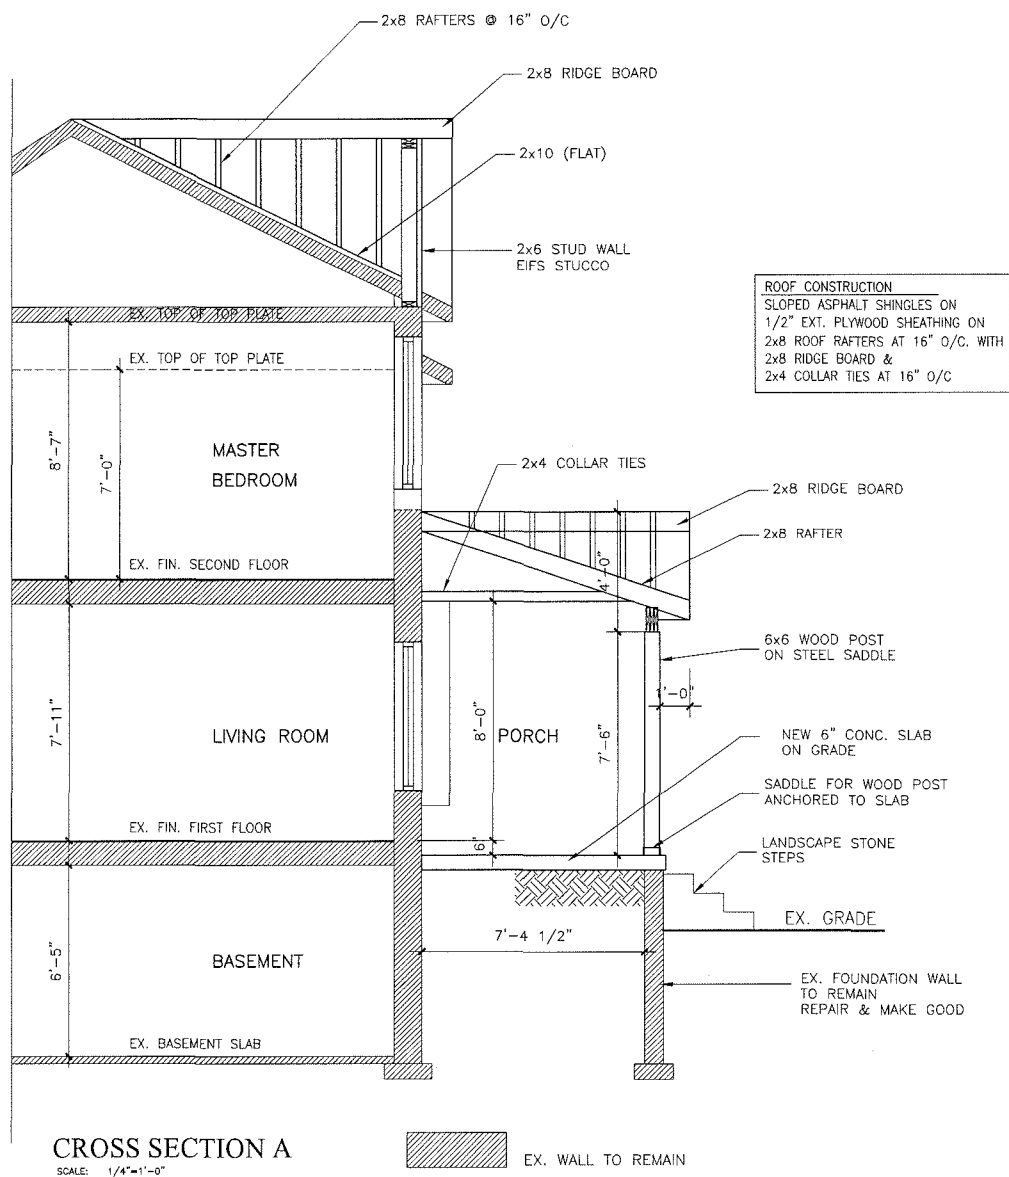 2x8 RAFTERS @ 16" O/C
2x8 RIDGE BOARD
2x10 (FLAT)
2x6 STUD WALL
EIFS STUCCO
ROOF CONSTRUCTION
SLOPED ASPHALT SHINGLES ON
1/2" EXT. PLYWOOD SHEATHING ON
2x8 ROOF RAFTERS AT 16" O/C. WITH
2x8 RIDGE BOARD &
2x4 COLLAR TIES AT 16" O/C
EX. TOP OF TOP PLATE
EX. TOP OF TOP PLATE
8'-7"
7'-0"
MASTER
BEDROOM
2x4 COLLAR TIES
2x8 RIDGE BOARD
2x8 RAFTER
4'-0"
EX. FIN. SECOND FLOOR
6x6 WOOD POST
ON STEEL SADDLE
1'-0"
7'-11"
LIVING ROOM
8'-0"
PORCH
7'-6"
NEW 6" CONC. SLAB
ON GRADE
SADDLE FOR WOOD POST
ANCHORED TO SLAB
EX. FIN. FIRST FLOOR
6"
LANDSCAPE STONE
STEPS
EX. GRADE
7'-4 1/2"
6'-5"
BASEMENT
EX. FOUNDATION WALL
TO REMAIN
REPAIR & MAKE GOOD
EX. BASEMENT SLAB
CROSS SECTION A
SCALE: 1/4"=1'-0"
EX. WALL TO REMAIN